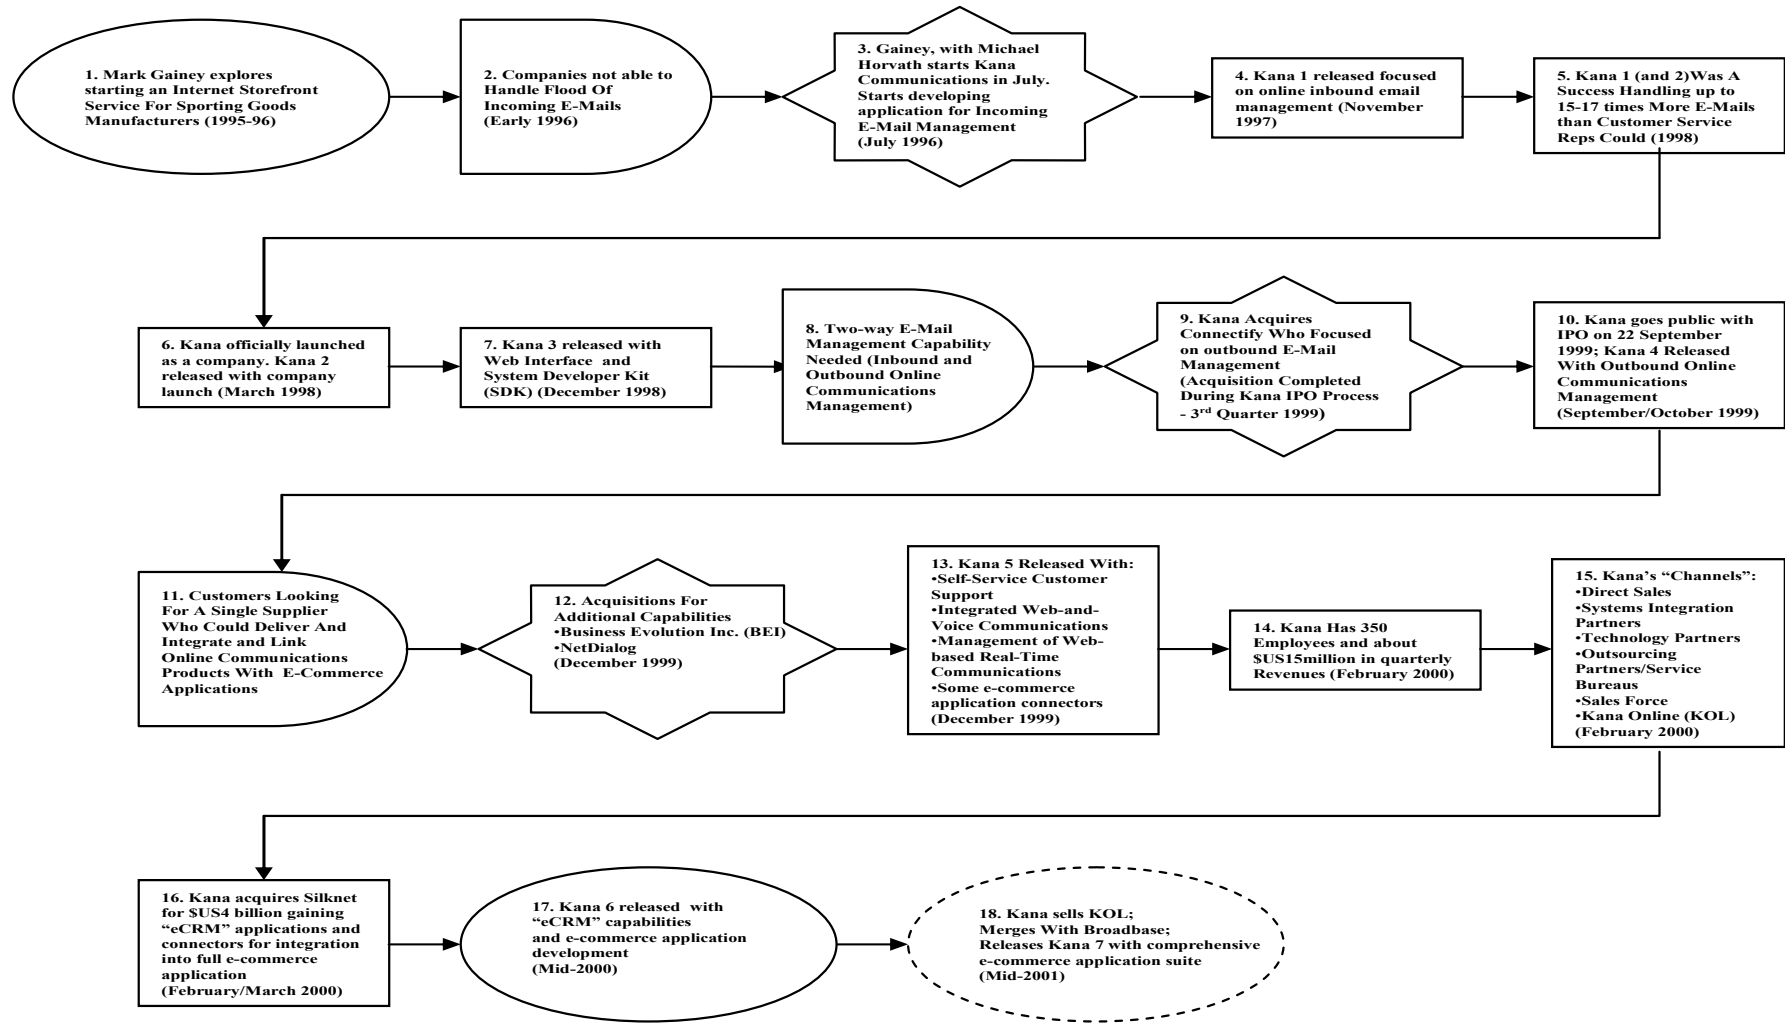 1. Mark Gainey explores
starting an Internet Storefront
Service For Sporting Goods
Manufacturers (1995-96)
2. Companies not able to
Handle Flood Of
Incoming E-Mails
(Early 1996)
3. Gainey, with Michael
Horvath starts Kana
Communications in July.
Starts developing
application for Incoming
E-Mail Management
(July 1996)
4. Kana 1 released focused
on online inbound email
management (November
1997)
5. Kana 1 (and 2)Was A
Success Handling up to
15-17 times More E-Mails
than Customer Service
Reps Could (1998)
6. Kana officially launched
as a company. Kana 2
released with company
launch (March 1998)
7. Kana 3 released with
Web Interface and
System Developer Kit
(SDK) (December 1998)
8. Two-way E-Mail
Management Capability
Needed (Inbound and
Outbound Online
Communications
Management)
9. Kana Acquires
Connectify Who Focused
on outbound E-Mail
Management
(Acquisition Completed
During Kana IPO Process
- 3rd Quarter 1999)
10. Kana goes public with
IPO on 22 September
1999; Kana 4 Released
With Outbound Online
Communications
Management
(September/October 1999)
11. Customers Looking
For A Single Supplier
Who Could Deliver And
Integrate and Link
Online Communications
Products With E-Commerce
Applications
12. Acquisitions For
Additional Capabilities
•Business Evolution Inc. (BEI)
•NetDialog
(December 1999)
13. Kana 5 Released With:
•Self-Service Customer
Support
•Integrated Web-and-
Voice Communications
•Management of Web-
based Real-Time
Communications
•Some e-commerce
application connectors
(December 1999)
14. Kana Has 350
Employees and about
$US15million in quarterly
Revenues (February 2000)
15. Kana's “Channels”:
•Direct Sales
•Systems Integration
Partners
•Technology Partners
•Outsourcing
Partners/Service
Bureaus
•Sales Force
•Kana Online (KOL)
(February 2000)
16. Kana acquires Silknet
for $US4 billion gaining
“eCRM” applications and
connectors for integration
into full e-commerce
application
(February/March 2000)
17. Kana 6 released with
“eCRM” capabilities
and e-commerce application
development
(Mid-2000)
18. Kana sells KOL;
Merges With Broadbase;
Releases Kana 7 with comprehensive
e-commerce application suite
(Mid-2001)